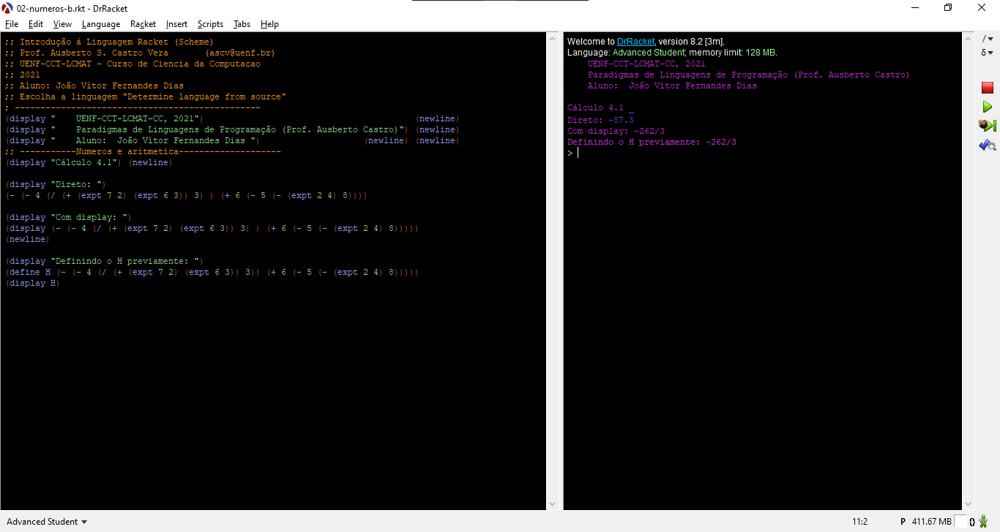 02-numeros-b.rkt - DrRacket
File Edit View Language Racket Insert Scripts Tabs Help
;; Introdução à Linguagem Racket (Scheme)
;; Prof. Ausberto S. Castro Vera (ascv@uenf.br)
;; UENF-CCT-LCMAT - Curso de Ciencia da Computacao
;; 2021
;; Aluno: João Vítor Fernandes Dias
;; Escolha a linguagem "Determine language from source"
; ------------------------------------------------
(display " UENF-CCT-LCMAT-CC, 2021") (newline)
(display " Paradigmas de Linguagens de Programação (Prof. Ausberto Castro)") (newline)
(display " Aluno: João Vítor Fernandes Dias ") (newline) (newline)
;; -----------Numeros e aritmetica--------------------
(display "Cálculo 4.1") (newline)
(display "Direto: ")
(- (- 4 (/ (+ (expt 7 2) (expt 6 3)) 3) ) (+ 6 (- 5 (- (expt 2 4) 8))))
(display "Com display: ")
(display (- (- 4 (/ (+ (expt 7 2) (expt 6 3)) 3) ) (+ 6 (- 5 (- (expt 2 4) 8)))))
(newline)
(display "Definindo o H previamente: ")
(define H (- (- 4 (/ (+ (expt 7 2) (expt 6 3)) 3)) (+ 6 (- 5 (- (expt 2 4) 8)))))
(display H)
Welcome to DrRacket, version 8.2 [3m].
Language: Advanced Student; memory limit: 128 MB.
UENF-CCT-LCMAT-CC, 2021
Paradigmas de Linguagens de Programação (Prof. Ausberto Castro)
Aluno: João Vítor Fernandes Dias
Cálculo 4.1
Direto: -87.3
Com display: -262/3
Definindo o H previamente: -262/3
>
Advanced Student 11:2 P 411.67 MB